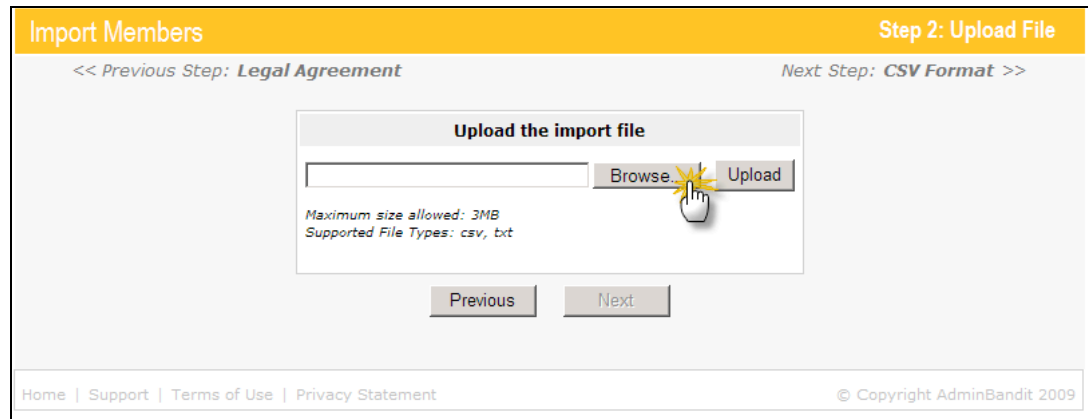 Import Members Step 2: Upload File
<< Previous Step: Legal Agreement Next Step: CSV Format >>
Upload the import file
Browse... Upload
Maximum size allowed: 3MB
Supported File Types: csv, txt
Previous Next
Home | Support | Terms of Use | Privacy Statement © Copyright AdminBandit 2009